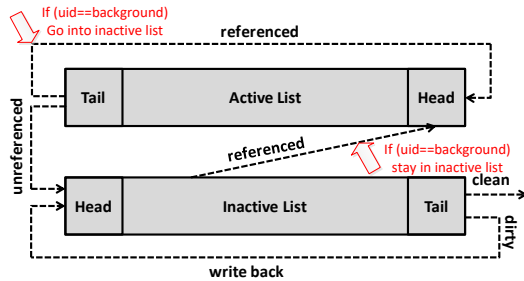 If (uid==background)
Go into inactive list
referenced
Tail
Active List
Head
unreferenced
referenced
If (uid==background)
stay in inactive list
Head
Inactive List
Tail
clean
dirty
write back